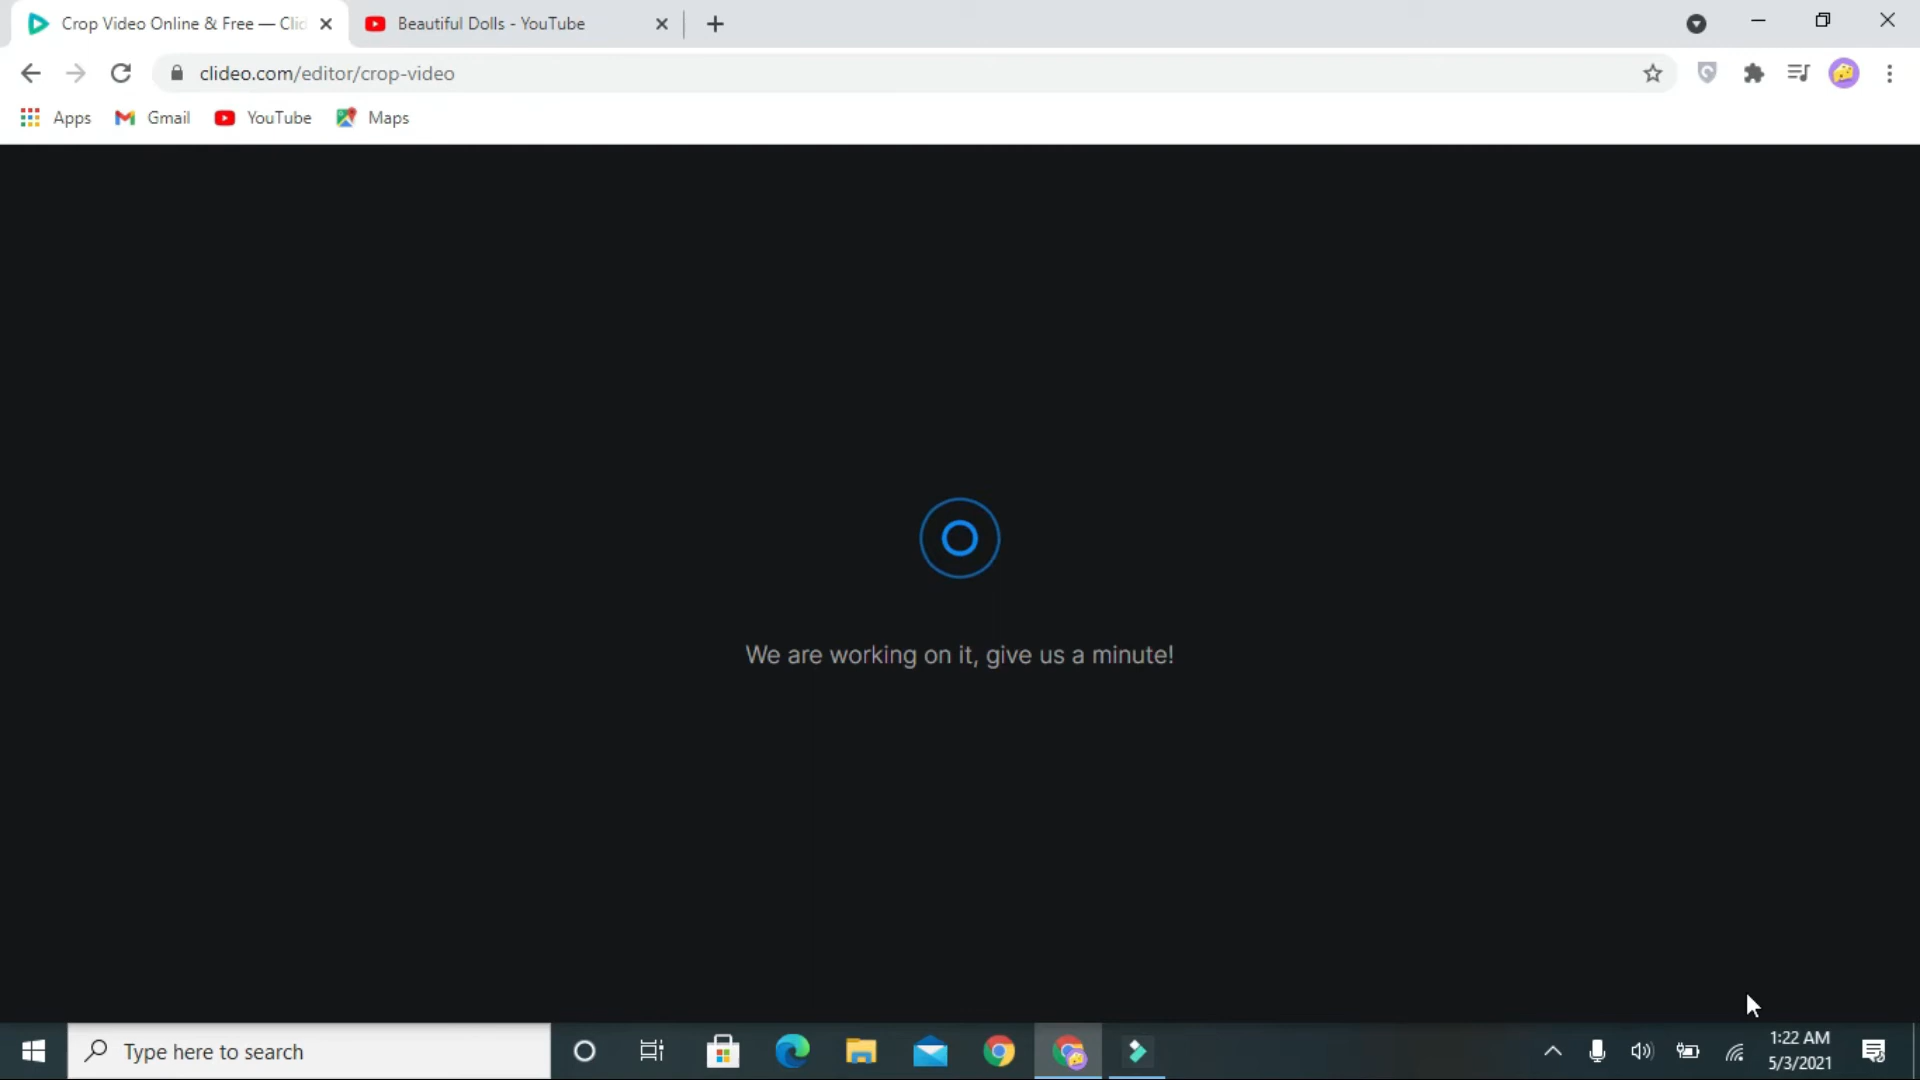 Crop Video Online & Free — Clid
Beautiful Dolls - YouTube
clideo.com/editor/crop-video
Apps
Gmail
YouTube
Maps
We are working on it, give us a minute!
Type here to search
1:22 AM
5/3/2021